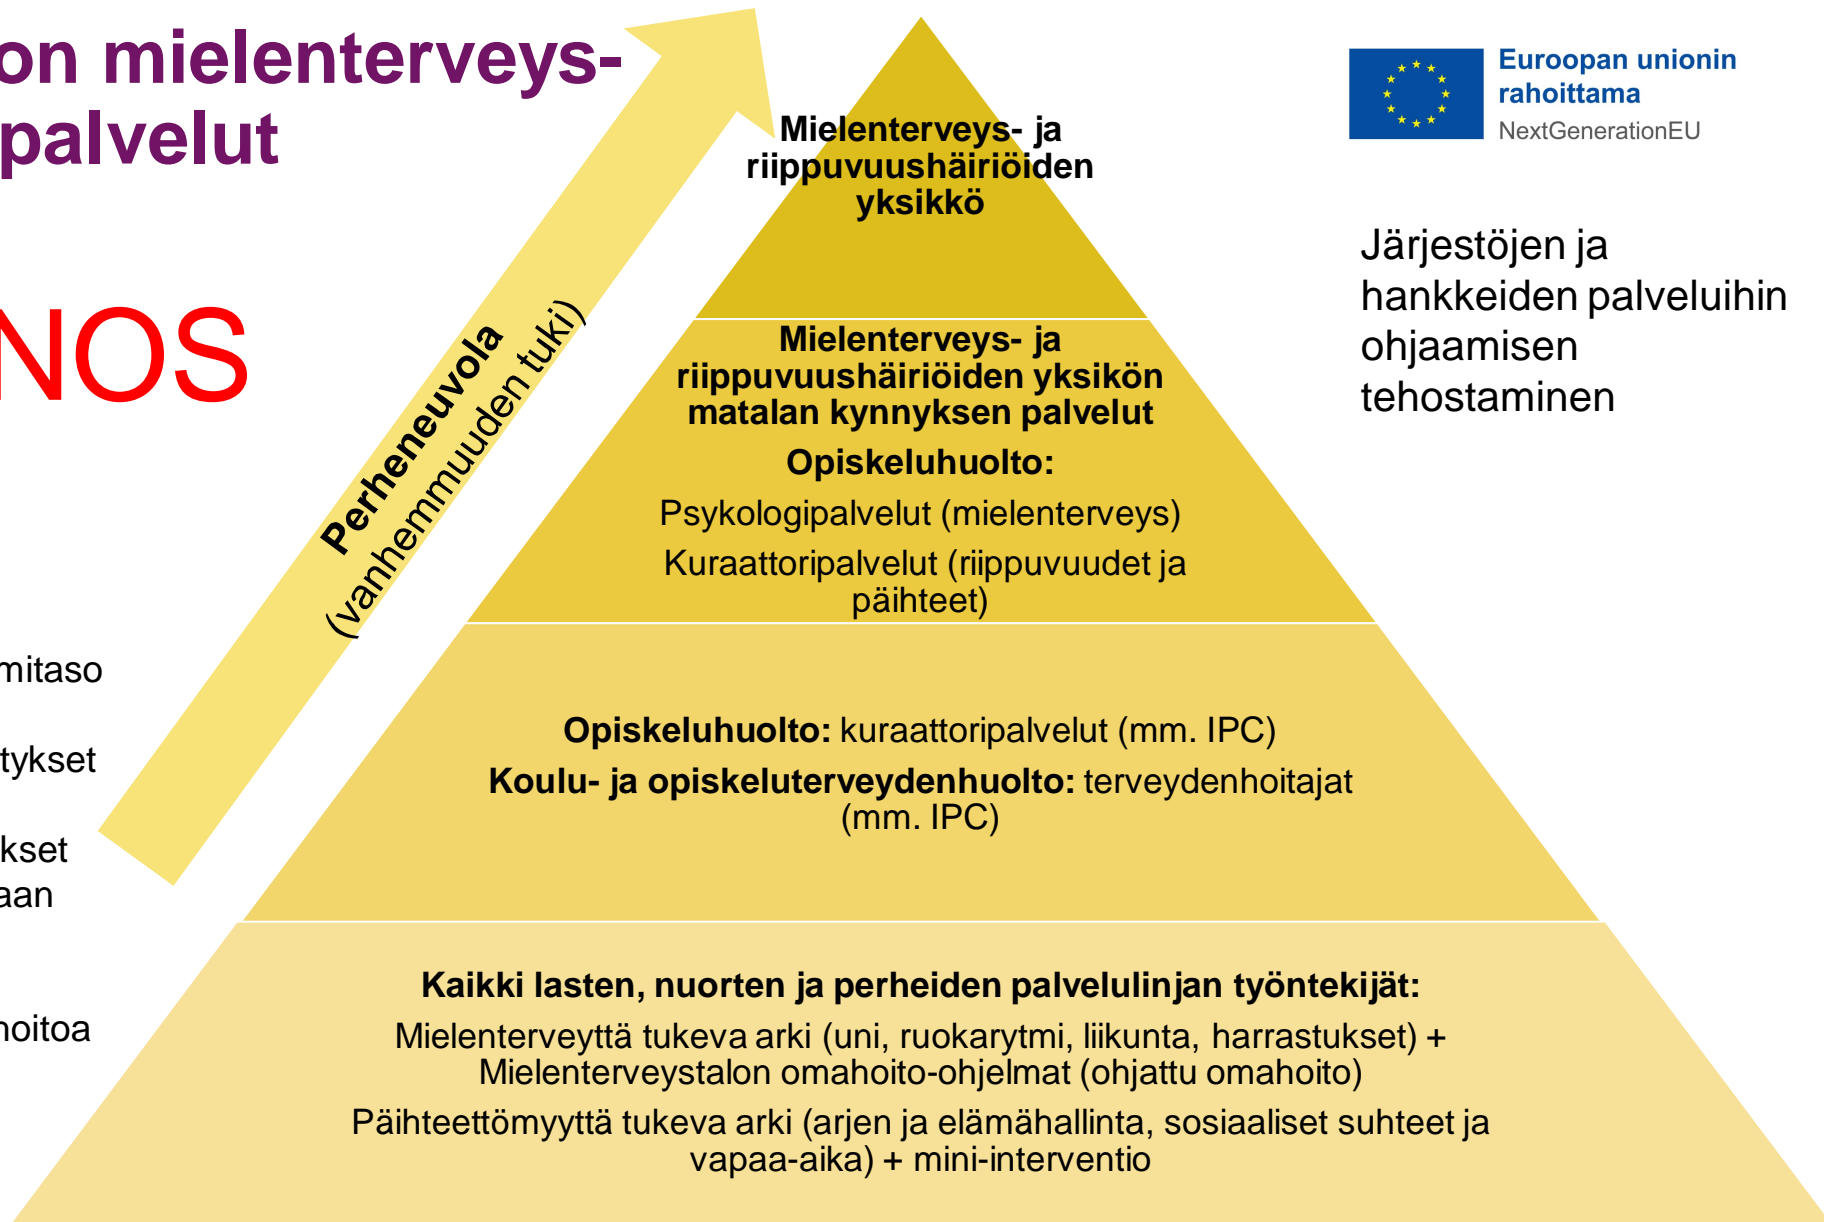 on mielenterveys-
palvelut
NOS
mitaso
tykset
kset
aan
noitoa
Perheneuvola
(vanhemmuuden tuki)
Mielenterveys- ja
riippuvuushäiriöiden
yksikkö
Mielenterveys- ja
riippuvuushäiriöiden yksikön
matalan kynnyksen palvelut
Opiskeluhuolto:
Psykologipalvelut (mielenterveys)
Kuraattoripalvelut (riippuvuudet ja
päihteet)
Opiskeluhuolto: kuraattoripalvelut (mm. IPC)
Koulu- ja opiskeluterveydenhuolto: terveydenhoitajat
(mm. IPC)
Kaikki lasten, nuorten ja perheiden palvelulinjan työntekijät:
Mielenterveyttä tukeva arki (uni, ruokarytmi, liikunta, harrastukset) +
Mielenterveystalon omahoito-ohjelmat (ohjattu omahoito)
Päihteettömyyttä tukeva arki (arjen ja elämähallinta, sosiaaliset suhteet ja
vapaa-aika) + mini-interventio
Euroopan unionin
rahoittama
NextGenerationEU
Järjestöjen ja
hankkeiden palveluihin
ohjaamisen
tehostaminen